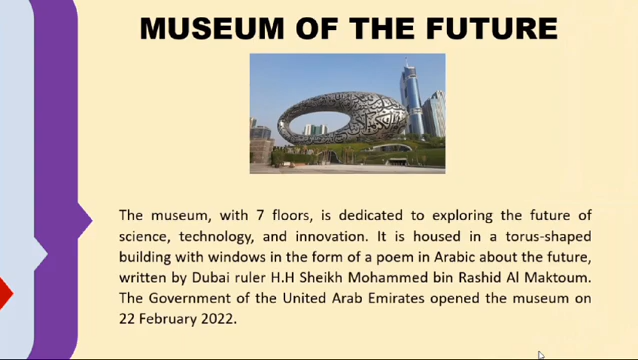 MUSEUM OF THE FUTURE
The museum, with 7 floors, is dedicated to exploring the future of
science, technology, and innovation. It is housed in a torus-shaped
building with windows in the form of a poem in Arabic about the future,
written by Dubai ruler H.H Sheikh Mohammed bin Rashid Al Maktoum.
The Government of the United Arab Emirates opened the museum on
22 February 2022.